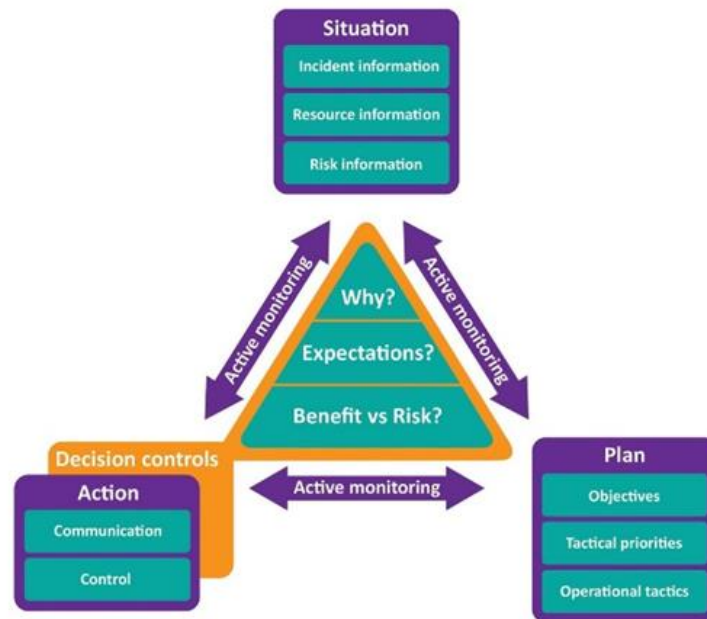 Situation
Incident information
Resource information
Risk information
Active monitoring
Active monitoring
Why?
Expectations?
Benefit vs Risk?
Decision controls
Action
Communication
Control
Active monitoring
Plan
Objectives
Tactical priorities
Operational tactics